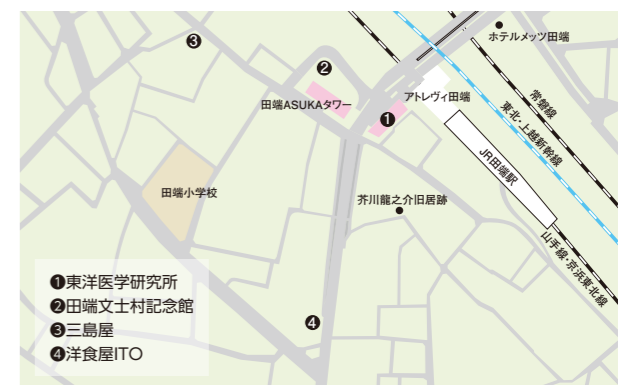 ❸
ホテルメッツ田端
❷
田端ASUKAタワー
アトレヴィ田端
❶
常磐線
東北・上越新幹線
JR田端駅
田端小学校
芥川龍之介旧居跡
山手線・京浜東北線
❹
❶東洋医学研究所
❷田端文士村記念館
❸三島屋
❹洋食屋ITO